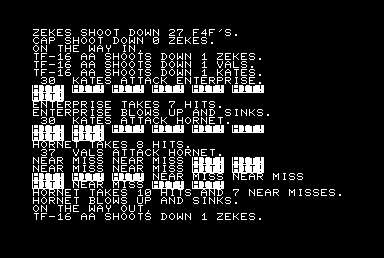 ZEKES SHOOT DOWN 27 F4F'S.
CAP SHOOT DOWN 0 ZEKES.
ON THE WAY IN,
TF-16 AA SHOOTS DOWN 1 ZEKES.
TF-16 AA SHOOTS DOWN 1 VALS.
TF-16 AA SHOOTS DOWN 1 KATES.
30 KATES ATTACK ENTERPRISE.
HIT! HIT! HIT! HIT! HIT! HIT!
HIT!
ENTERPRISE TAKES 7 HITS.
ENTERPRISE BLOWS UP AND SINKS.
30 KATES ATTACK HORNET.
HIT! HIT! HIT! HIT! HIT! HIT!
HIT! HIT!
HORNET TAKES 8 HITS.
37 VALS ATTACK HORNET.
NEAR MISS NEAR MISS HIT! HIT!
NEAR MISS NEAR MISS HIT! HIT!
HIT! HIT! HIT! NEAR MISS NEAR MISS
HIT! NEAR MISS HIT! HIT!
HORNET TAKES 10 HITS AND 7 NEAR MISSES.
HORNET BLOWS UP AND SINKS.
ON THE WAY OUT,
TF-16 AA SHOOTS DOWN 1 ZEKES.